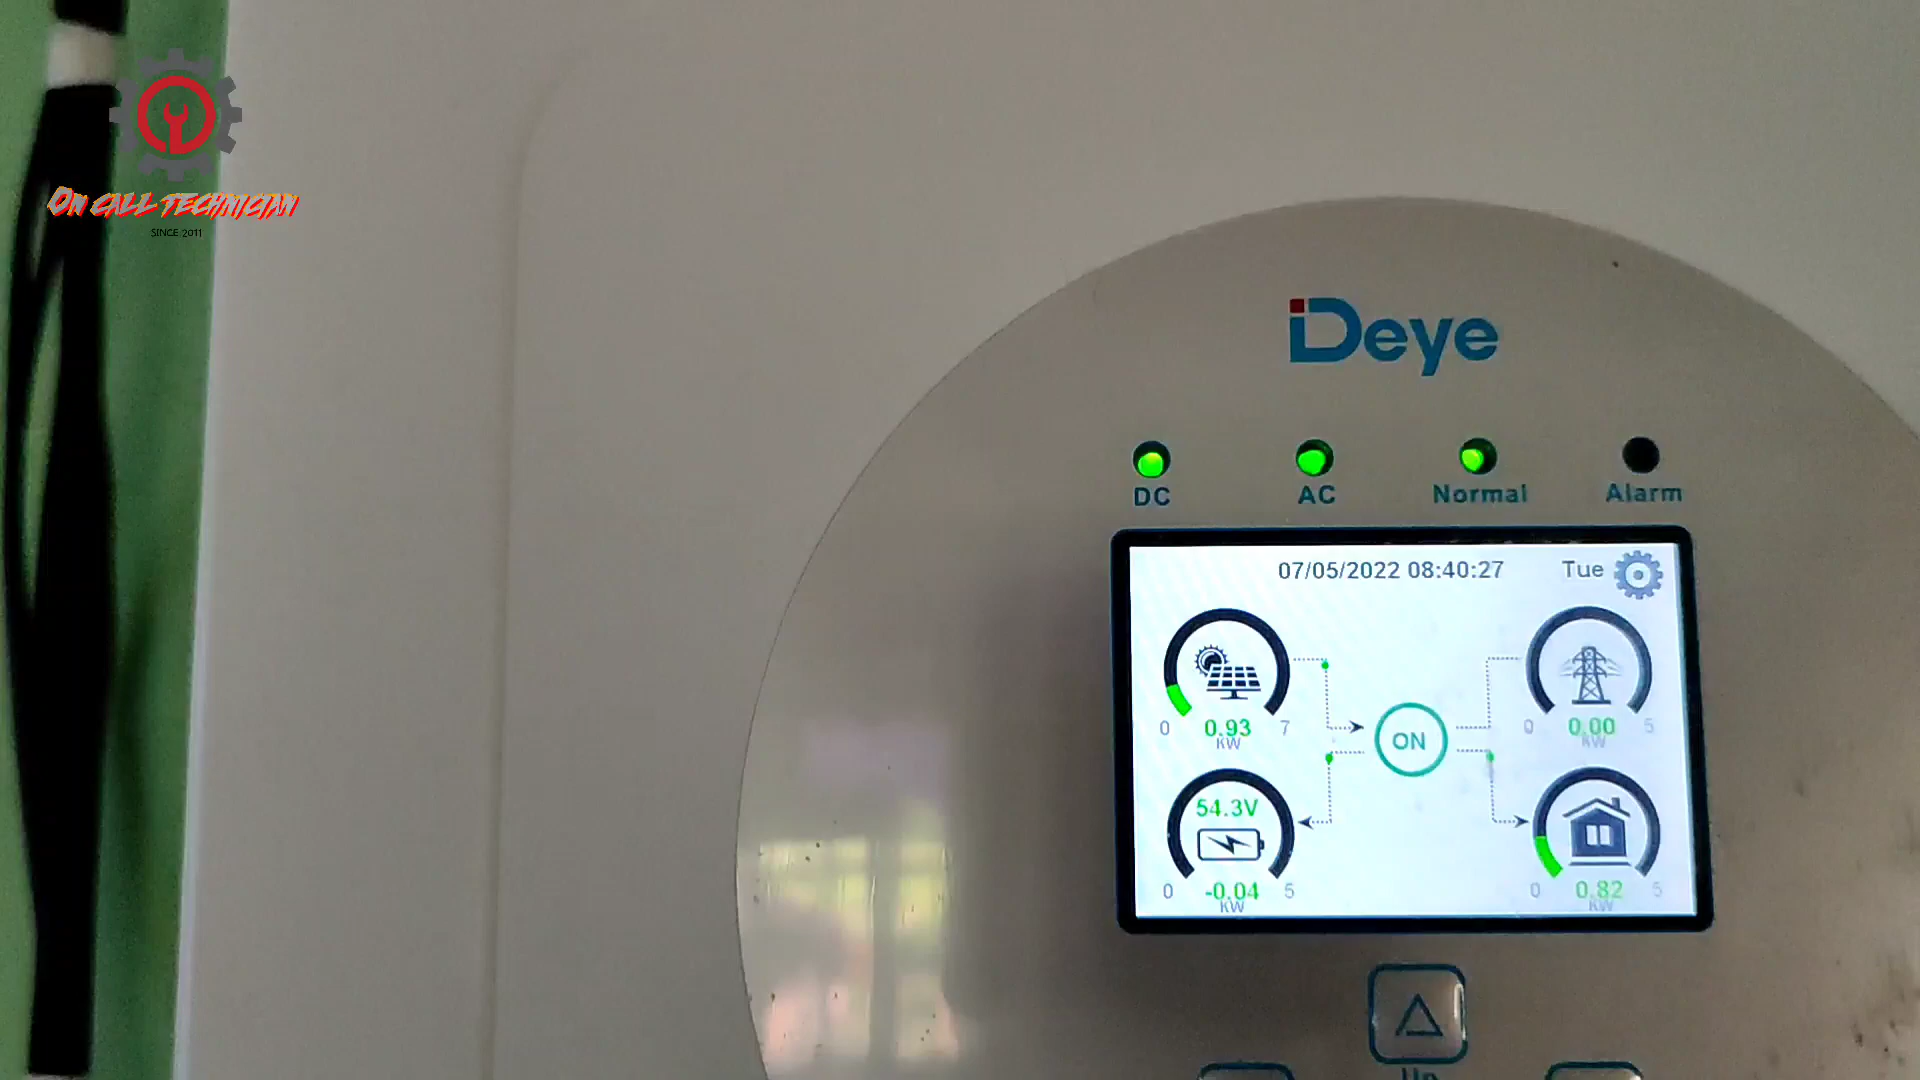 On Call Technician
SINCE 2011
Deye
DC AC Normal Alarm
07/05/2022 08:40:27 Tue
0 0.93 7
KW
0 0.00 5
KW
ON
54.3V
0 -0.04 5
KW
0 0.82 5
KW
Up